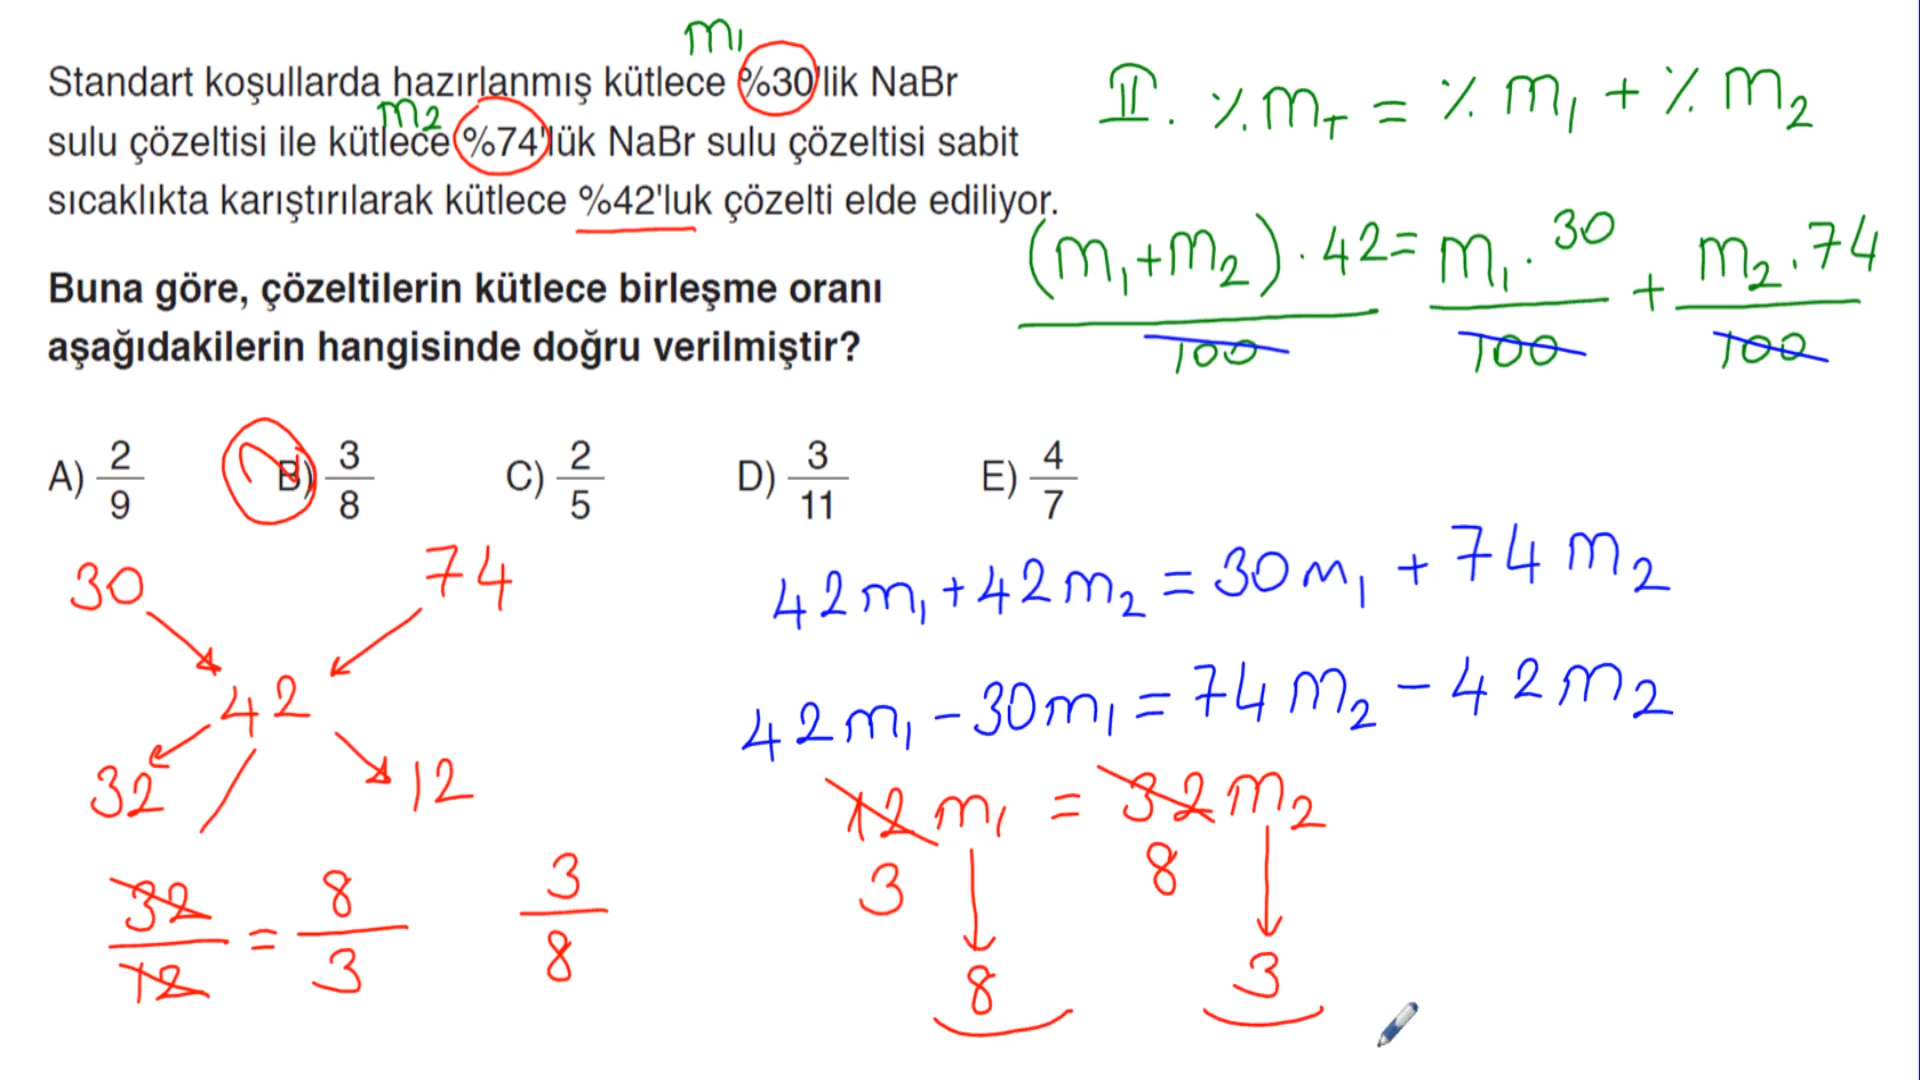 m₁
Standart koşullarda hazırlanmış kütlece %30'lik NaBr
m₂
sulu çözeltisi ile kütlece %74'lük NaBr sulu çözeltisi sabit
sıcaklıkta karıştırılarak kütlece %42'luk çözelti elde ediliyor.
Buna göre, çözeltilerin kütlece birleşme oranı
aşağıdakilerin hangisinde doğru verilmiştir?
A) 2/9 B) 3/8 C) 2/5 D) 3/11 E) 4/7
II. % m_T = % m₁ + % m₂
(m₁+m₂).42/100 = m₁.30/100 + m₂.74/100
30 74
42
32 / 12
32/12 = 8/3 3/8
42m₁+42m₂ = 30m₁ + 74m₂
42m₁-30m₁ = 74m₂-42m₂
12m₁ = 32m₂
3 8
8 3